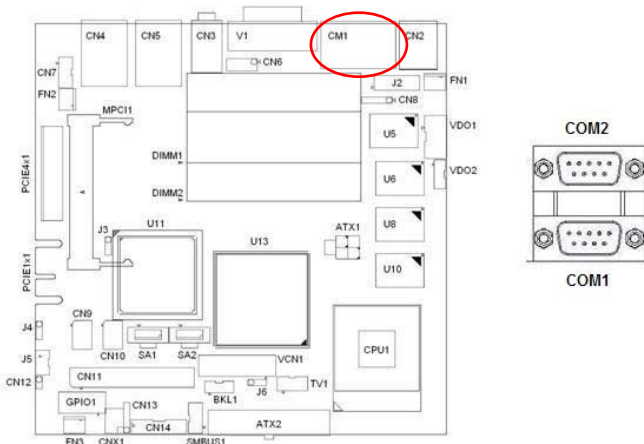 CN4
CN5
CN3
V1
CM1
CN2
CN6
CN7
FN2
J2
FN1
CN8
MPCI1
U5
VDO1
DIMM1
U6
VDO2
DIMM2
PCIE4x1
A
U8
J3
U11
U13
ATX1
U10
PCIE1x1
CN9
J4
CN10
SA1
SA2
CPU1
J5
VCN1
CN12
CN11
BKL1
J6
TV1
GPIO1
CN13
ATX2
FN3
CNX1
CN14
SMBUS1
COM2
COM1